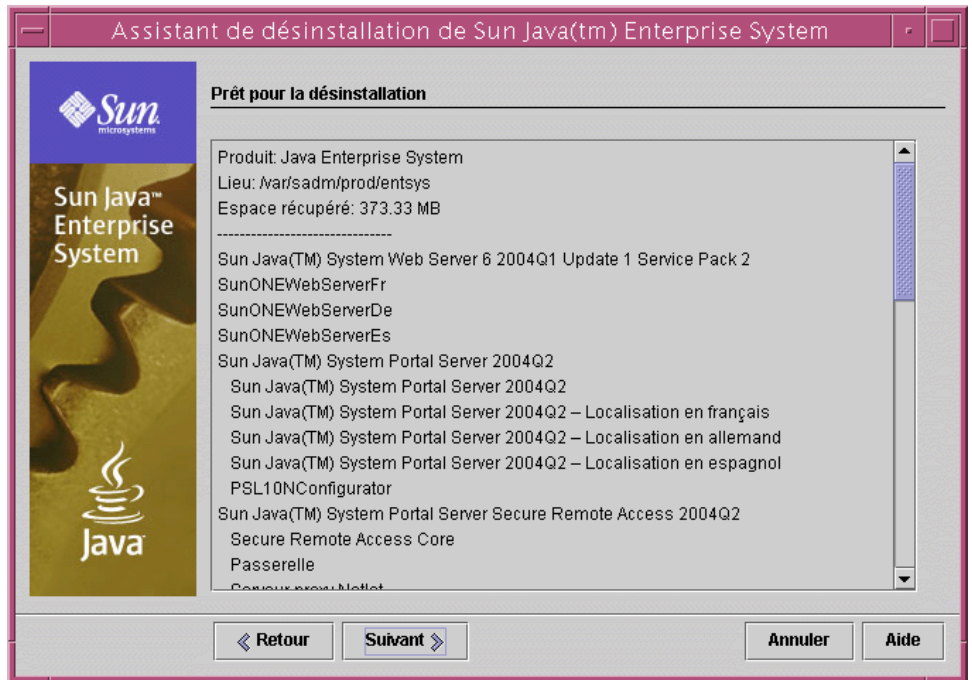 Assistant de désinstallation de Sun Java(tm) Enterprise System
Sun
microsystems
Sun Java™
Enterprise
System
Java
Prêt pour la désinstallation
Produit: Java Enterprise System
Lieu: /var/sadm/prod/entsys
Espace récupéré: 373.33 MB
------------------------------
Sun Java(TM) System Web Server 6 2004Q1 Update 1 Service Pack 2
SunONEWebServerFr
SunONEWebServerDe
SunONEWebServerEs
Sun Java(TM) System Portal Server 2004Q2
Sun Java(TM) System Portal Server 2004Q2
Sun Java(TM) System Portal Server 2004Q2 – Localisation en français
Sun Java(TM) System Portal Server 2004Q2 – Localisation en allemand
Sun Java(TM) System Portal Server 2004Q2 – Localisation en espagnol
PSL10NConfigurator
Sun Java(TM) System Portal Server Secure Remote Access 2004Q2
Secure Remote Access Core
Passerelle
Serveur proxy Netlet
Retour
Suivant
Annuler
Aide